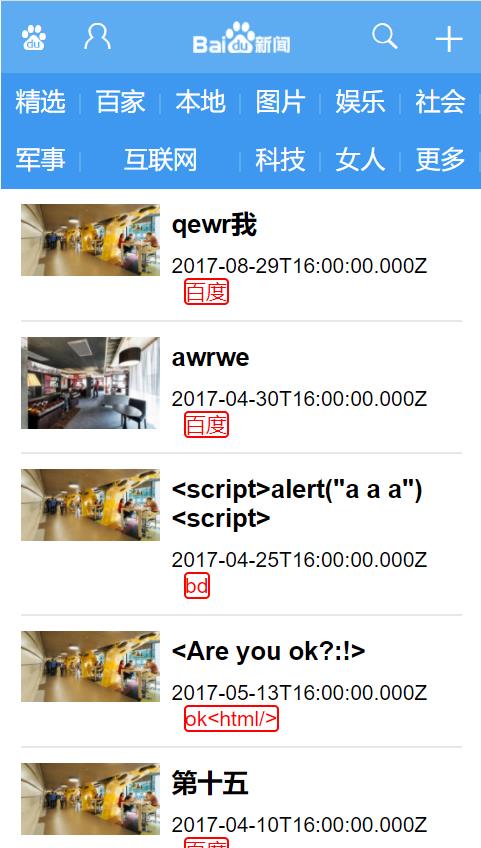 du
Bai du 新闻
精选 百家 本地 图片 娱乐 社会
军事 互联网 科技 女人 更多
qewr我
2017-08-29T16:00:00.000Z
百度
awrwe
2017-04-30T16:00:00.000Z
百度
<script>alert("a a a")
<script>
2017-04-25T16:00:00.000Z
bd
<Are you ok?:!>
2017-05-13T16:00:00.000Z
ok<html/>
第十五
2017-04-10T16:00:00.000Z
百度